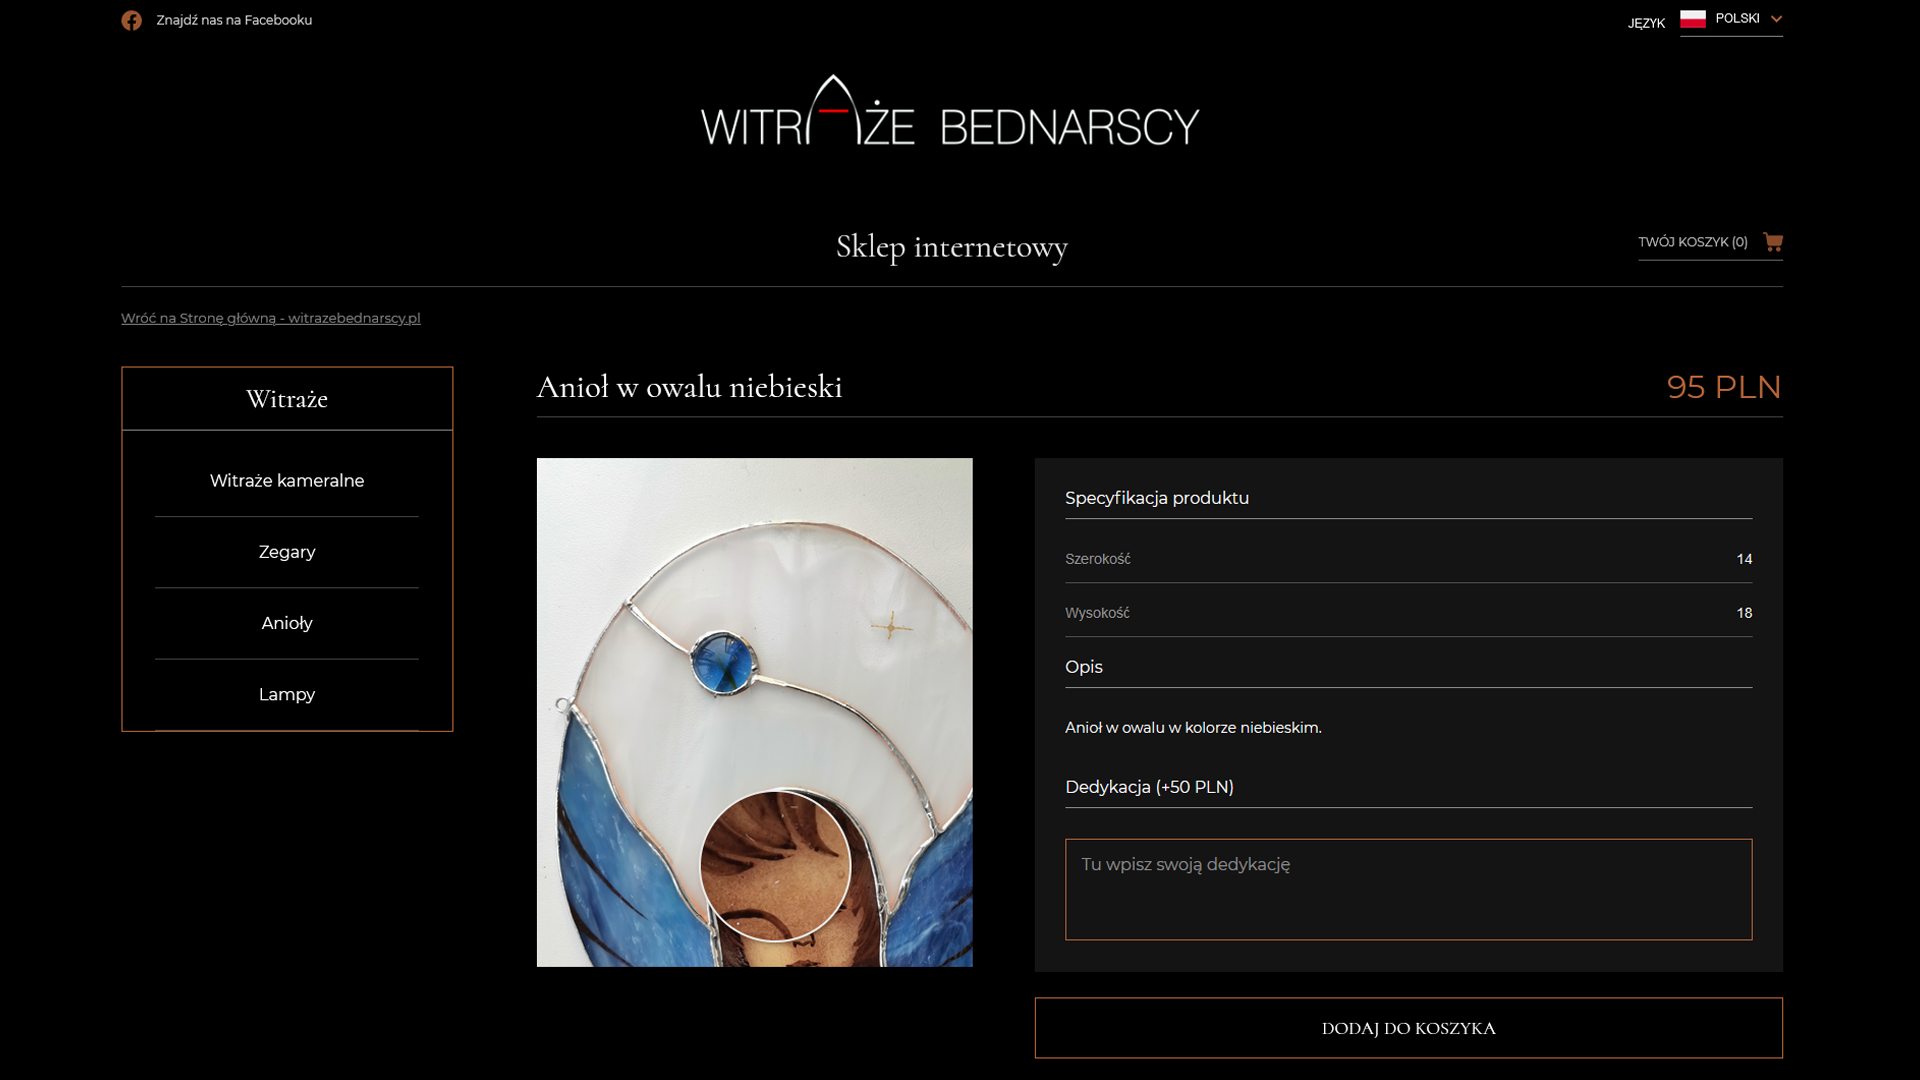 Znajdź nas na Facebooku
JĘZYK POLSKI
WITRAŻE BEDNARSCY
Sklep internetowy
TWÓJ KOSZYK (0)
Wróć na Stronę główną - witrazebednarscy.pl
Witraże
Witraże kameralne
Zegary
Anioły
Lampy
Anioł w owalu niebieski
95 PLN
Specyfikacja produktu
Szerokość 14
Wysokość 18
Opis
Anioł w owalu w kolorze niebieskim.
Dedykacja (+50 PLN)
Tu wpisz swoją dedykację
DODAJ DO KOSZYKA